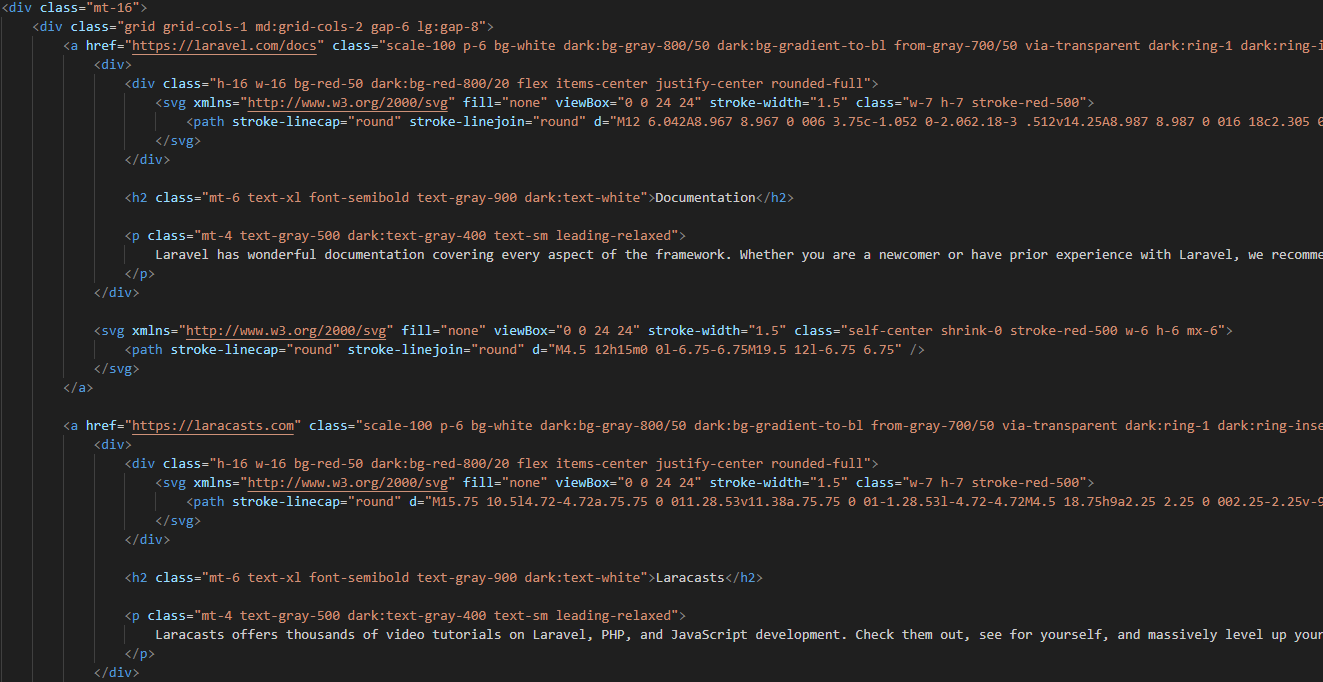 <div class="mt-16">
<div class="grid grid-cols-1 md:grid-cols-2 gap-6 lg:gap-8">
<a href="https://laravel.com/docs" class="scale-100 p-6 bg-white dark:bg-gray-800/50 dark:bg-gradient-to-bl from-gray-700/50 via-transparent dark:ring-1 dark:ring-i
<div>
<div class="h-16 w-16 bg-red-50 dark:bg-red-800/20 flex items-center justify-center rounded-full">
<svg xmlns="http://www.w3.org/2000/svg" fill="none" viewBox="0 0 24 24" stroke-width="1.5" class="w-7 h-7 stroke-red-500">
<path stroke-linecap="round" stroke-linejoin="round" d="M12 6.042A8.967 8.967 0 006 3.75c-1.052 0-2.062.18-3 .512v14.25A8.987 8.987 0 016 18c2.305 0
</svg>
</div>
<h2 class="mt-6 text-xl font-semibold text-gray-900 dark:text-white">Documentation</h2>
<p class="mt-4 text-gray-500 dark:text-gray-400 text-sm leading-relaxed">
Laravel has wonderful documentation covering every aspect of the framework. Whether you are a newcomer or have prior experience with Laravel, we recomme
</p>
</div>
<svg xmlns="http://www.w3.org/2000/svg" fill="none" viewBox="0 0 24 24" stroke-width="1.5" class="self-center shrink-0 stroke-red-500 w-6 h-6 mx-6">
<path stroke-linecap="round" stroke-linejoin="round" d="M4.5 12h15m0 0l-6.75-6.75M19.5 12l-6.75 6.75" />
</svg>
</a>
<a href="https://laracasts.com" class="scale-100 p-6 bg-white dark:bg-gray-800/50 dark:bg-gradient-to-bl from-gray-700/50 via-transparent dark:ring-1 dark:ring-inse
<div>
<div class="h-16 w-16 bg-red-50 dark:bg-red-800/20 flex items-center justify-center rounded-full">
<svg xmlns="http://www.w3.org/2000/svg" fill="none" viewBox="0 0 24 24" stroke-width="1.5" class="w-7 h-7 stroke-red-500">
<path stroke-linecap="round" d="M15.75 10.5l4.72-4.72a.75.75 0 011.28.53v11.38a.75.75 0 01-1.28.53l-4.72-4.72M4.5 18.75h9a2.25 2.25 0 002.25-2.25v-9
</svg>
</div>
<h2 class="mt-6 text-xl font-semibold text-gray-900 dark:text-white">Laracasts</h2>
<p class="mt-4 text-gray-500 dark:text-gray-400 text-sm leading-relaxed">
Laracasts offers thousands of video tutorials on Laravel, PHP, and JavaScript development. Check them out, see for yourself, and massively level up your
</p>
</div>